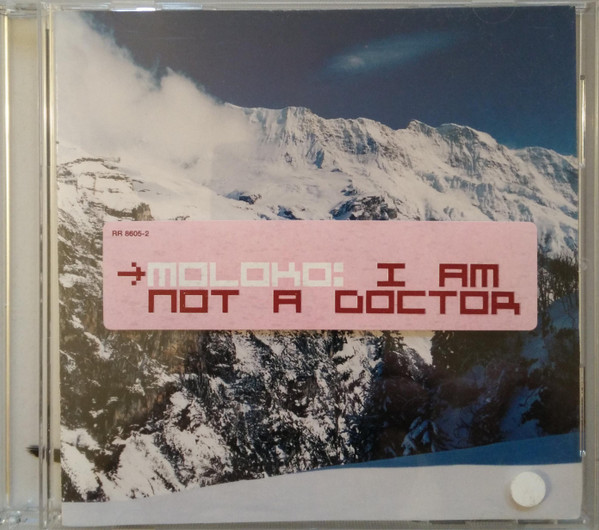 RR 8605-2
→MOLOKO: I AM
NOT A DOCTOR